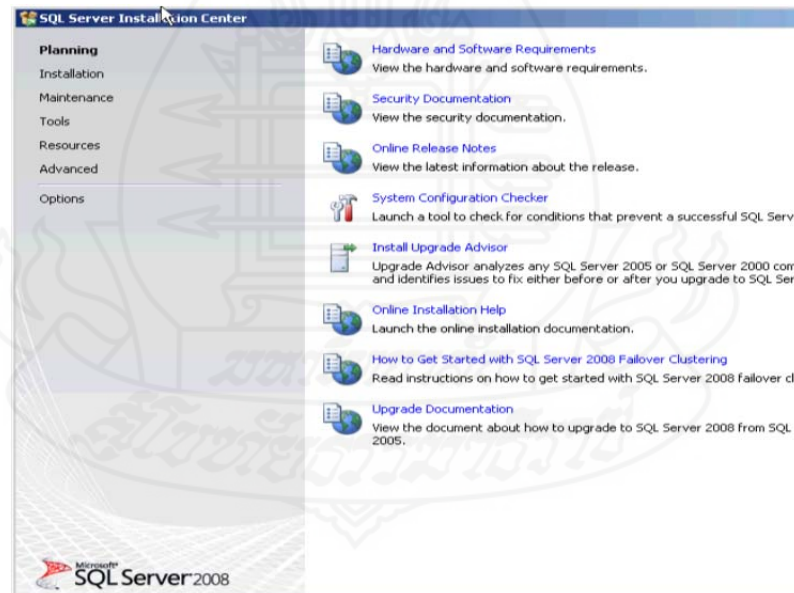 SQL Server Installation Center
Planning
Installation
Maintenance
Tools
Resources
Advanced
Options
Hardware and Software Requirements
View the hardware and software requirements.
Security Documentation
View the security documentation.
Online Release Notes
View the latest information about the release.
System Configuration Checker
Launch a tool to check for conditions that prevent a successful SQL Serv
Install Upgrade Advisor
Upgrade Advisor analyzes any SQL Server 2005 or SQL Server 2000 com
and identifies issues to fix either before or after you upgrade to SQL Ser
Online Installation Help
Launch the online installation documentation.
How to Get Started with SQL Server 2008 Failover Clustering
Read instructions on how to get started with SQL Server 2008 failover cl
Upgrade Documentation
View the document about how to upgrade to SQL Server 2008 from SQL
2005.
Microsoft
SQL Server 2008